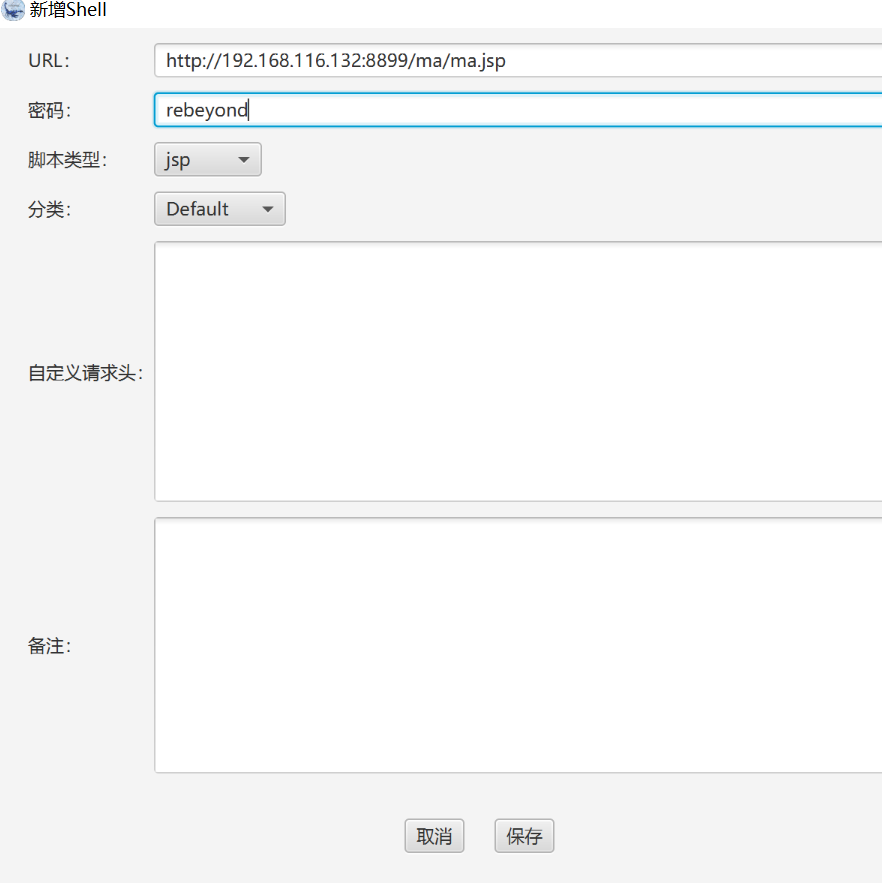 新增Shell
URL: http://192.168.116.132:8899/ma/ma.jsp
密码: rebeyond
脚本类型: jsp
分类: Default
自定义请求头:
备注:
取消 保存